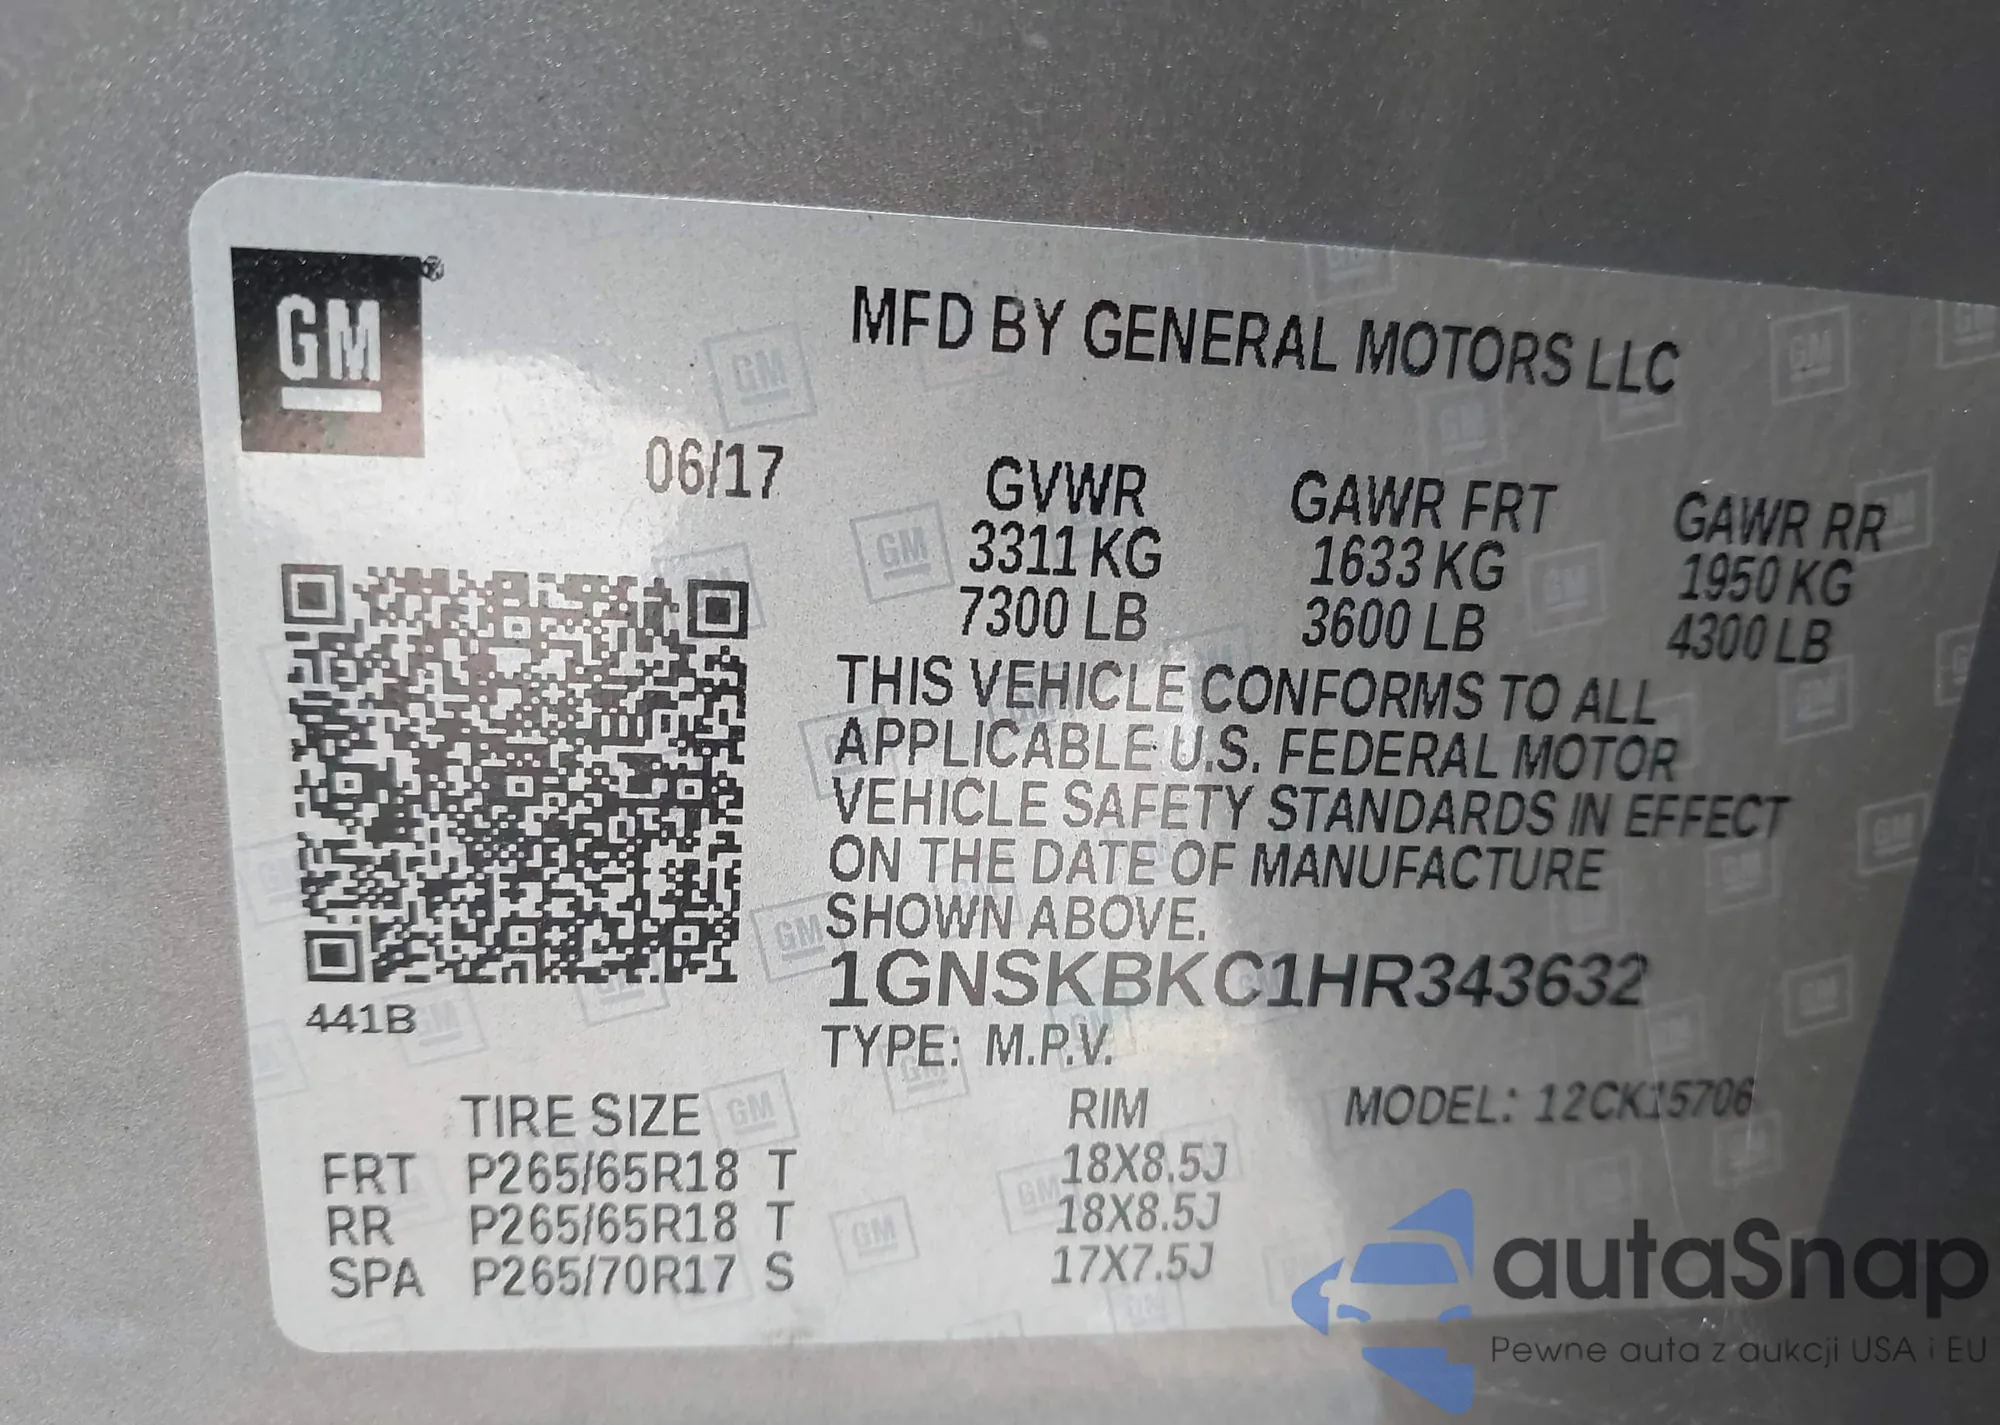 GM®
MFD BY GENERAL MOTORS LLC
06/17
GVWR GAWR FRT GAWR RR
3311 KG 1633 KG 1950 KG
7300 LB 3600 LB 4300 LB
THIS VEHICLE CONFORMS TO ALL
APPLICABLE U.S. FEDERAL MOTOR
VEHICLE SAFETY STANDARDS IN EFFECT
ON THE DATE OF MANUFACTURE
SHOWN ABOVE.
1GNSKBKC1HR343632
441B
TYPE: M.P.V.
TIRE SIZE RIM MODEL: 12CK15706
FRT P265/65R18 T 18X8.5J
RR P265/65R18 T 18X8.5J
SPA P265/70R17 S 17X7.5J
autaSnap
Pewne auta z aukcji USA i EU